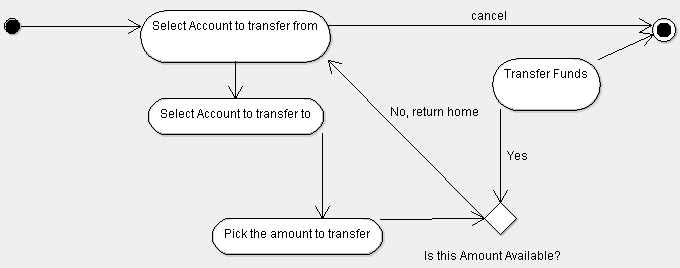 cancel
Select Account to transfer from
Transfer Funds
No, return home
Select Account to transfer to
Yes
Pick the amount to transfer
Is this Amount Available?